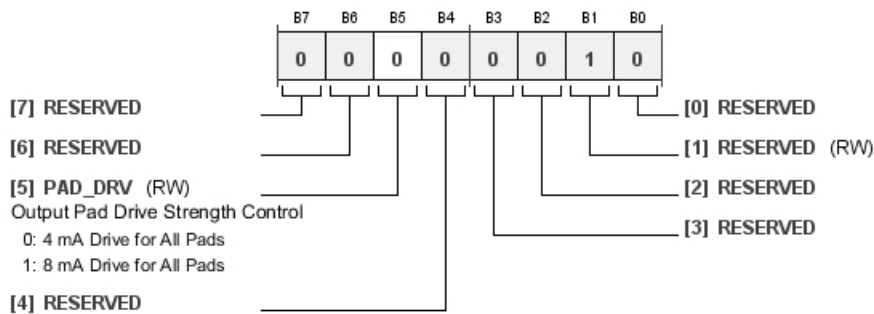 B7 B6 B5 B4 B3 B2 B1 B0
0 0 0 0 0 0 1 0
[7] RESERVED
[6] RESERVED
[5] PAD_DRV (RW)
Output Pad Drive Strength Control
0: 4 mA Drive for All Pads
1: 8 mA Drive for All Pads
[4] RESERVED
[0] RESERVED
[1] RESERVED (RW)
[2] RESERVED
[3] RESERVED